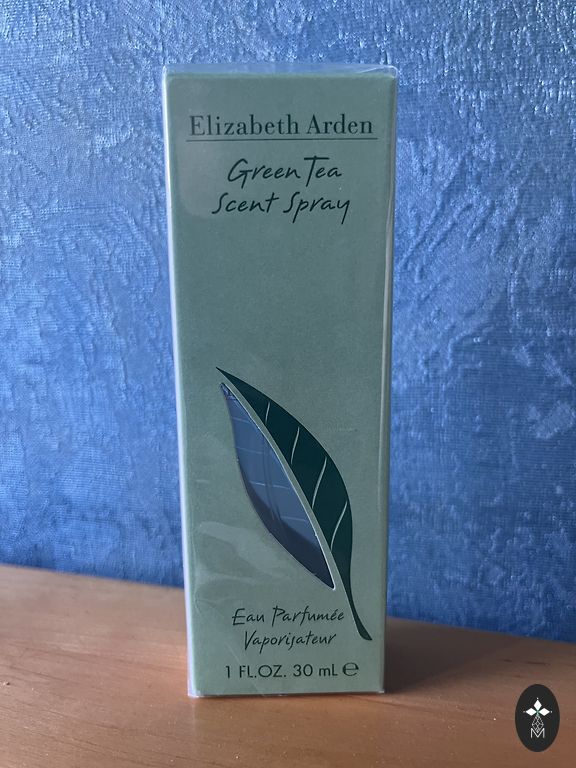 Elizabeth Arden
Green Tea
Scent Spray
Eau Parfumée
Vaporisateur
1 FL.OZ. 30 mL ℮
M